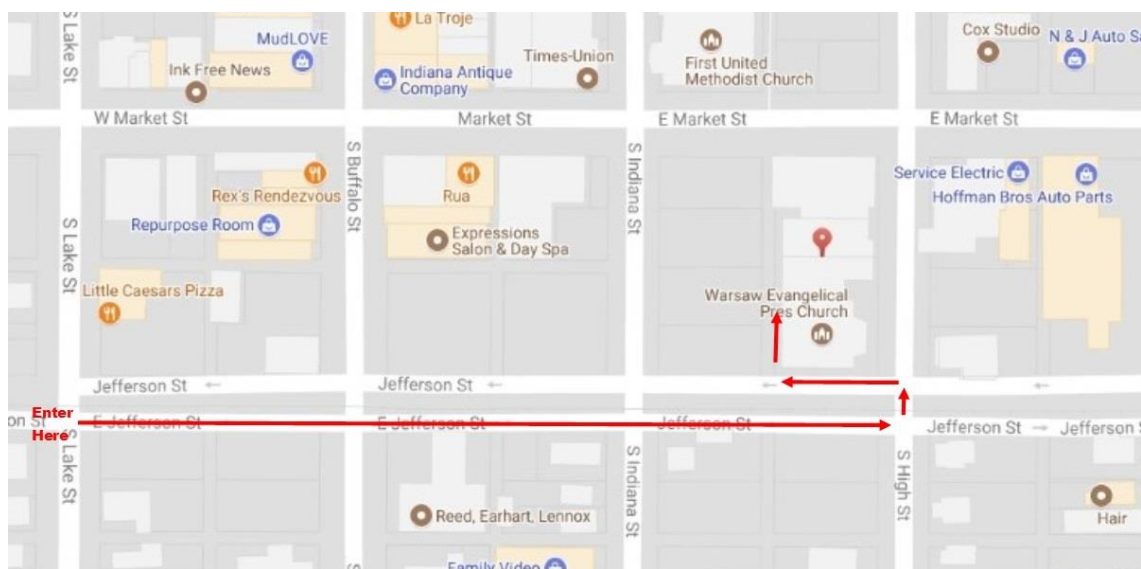 La Troje
S Lake St
MudLOVE
Cox Studio
N & J Auto Sa
Times-Union
Ink Free News
Indiana Antique
Company
First United
Methodist Church
W Market St
Market St
E Market St
E Market St
S Buffalo St
S Indiana St
Service Electric
Hoffman Bros Auto Parts
Rex's Rendezvous
Rua
Repurpose Room
S Lake St
Expressions
Salon & Day Spa
Little Caesars Pizza
Warsaw Evangelical
Pres Church
Jefferson St ←
Jefferson St ←
←
←
Enter
Here
on St
E Jefferson St
E Jefferson St
Jefferson St
Jefferson St → Jefferson S
S Lake St
S Indiana St
S High St
Reed, Earhart, Lennox
Hair
Family Video
S